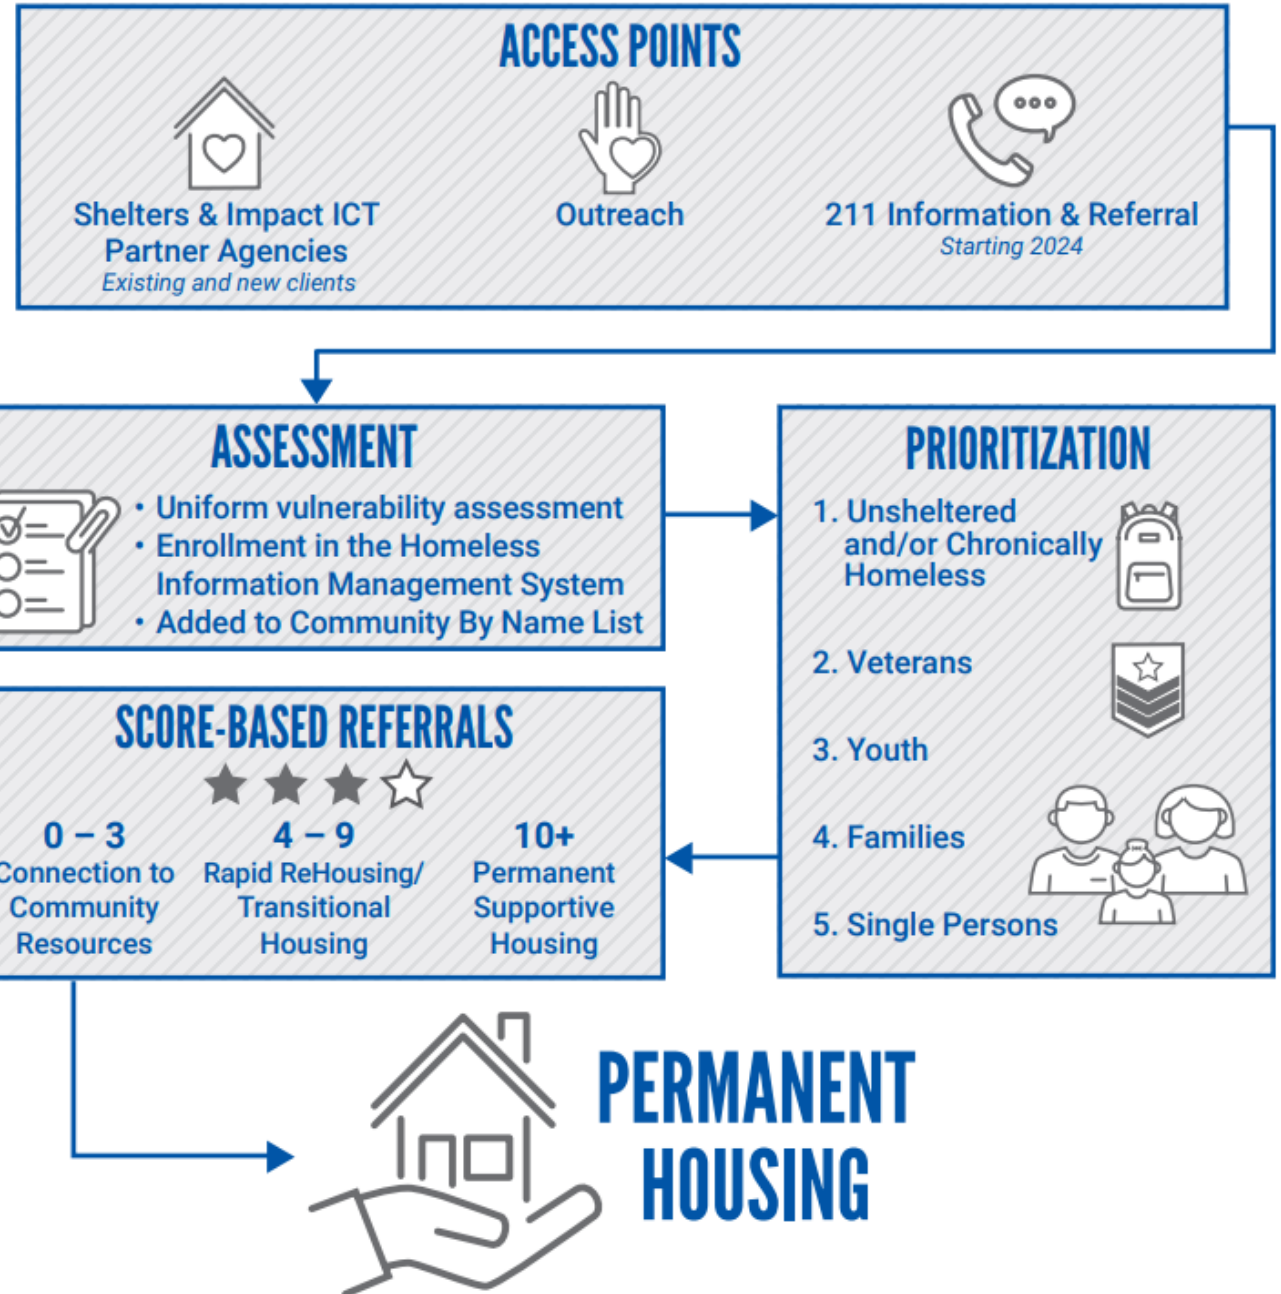 ACCESS POINTS
Shelters & Impact ICT
Partner Agencies
Existing and new clients
Outreach
211 Information & Referral
Starting 2024
ASSESSMENT
• Uniform vulnerability assessment
• Enrollment in the Homeless
Information Management System
• Added to Community By Name List
PRIORITIZATION
1. Unsheltered
and/or Chronically
Homeless
2. Veterans
3. Youth
4. Families
5. Single Persons
SCORE-BASED REFERRALS
0 – 3
Connection to
Community
Resources
4 – 9
Rapid ReHousing/
Transitional
Housing
10+
Permanent
Supportive
Housing
PERMANENT
HOUSING